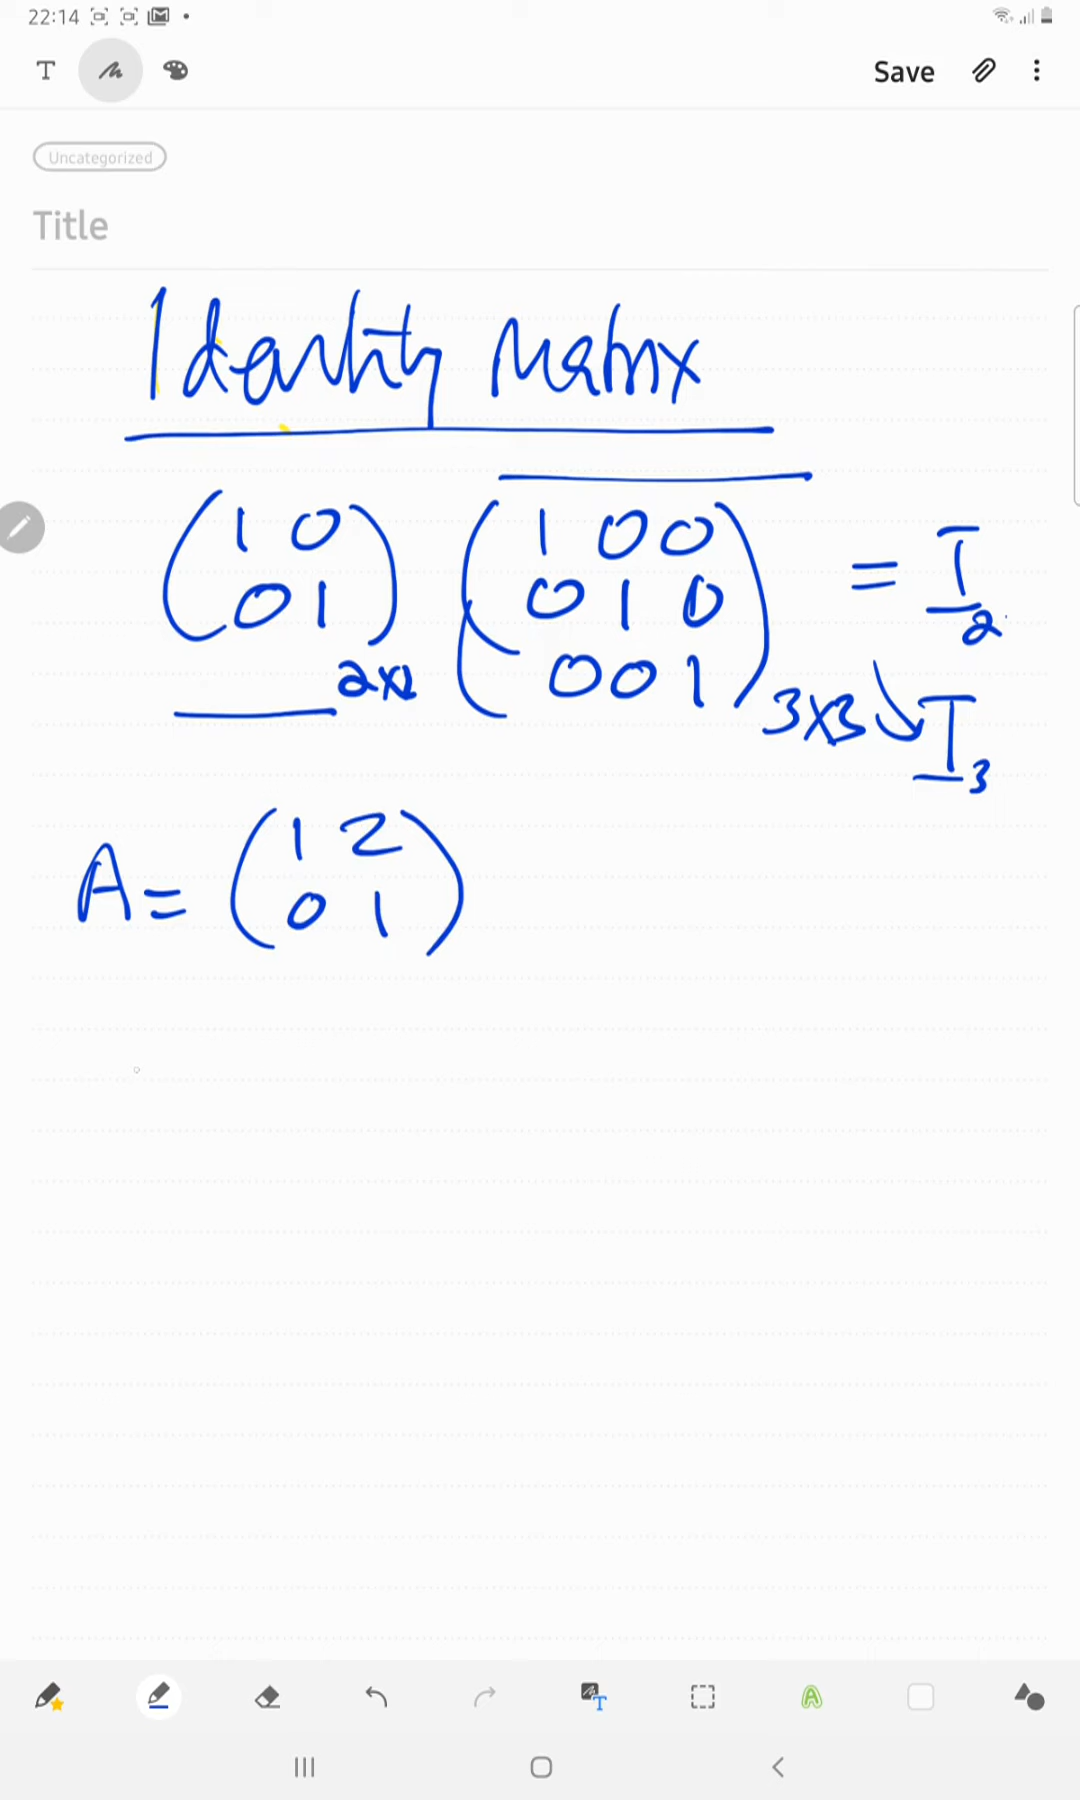 22:14
T
Save
Uncategorized
Title
Identity Matrix
(1 0
0 1) 2x2 (1 0 0
0 1 0
0 0 1) 3x3 = I2
I3
A = (1 2
0 1)
T
A